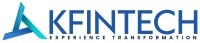 KFINTECH
EXPERIENCE TRANSFORMATION